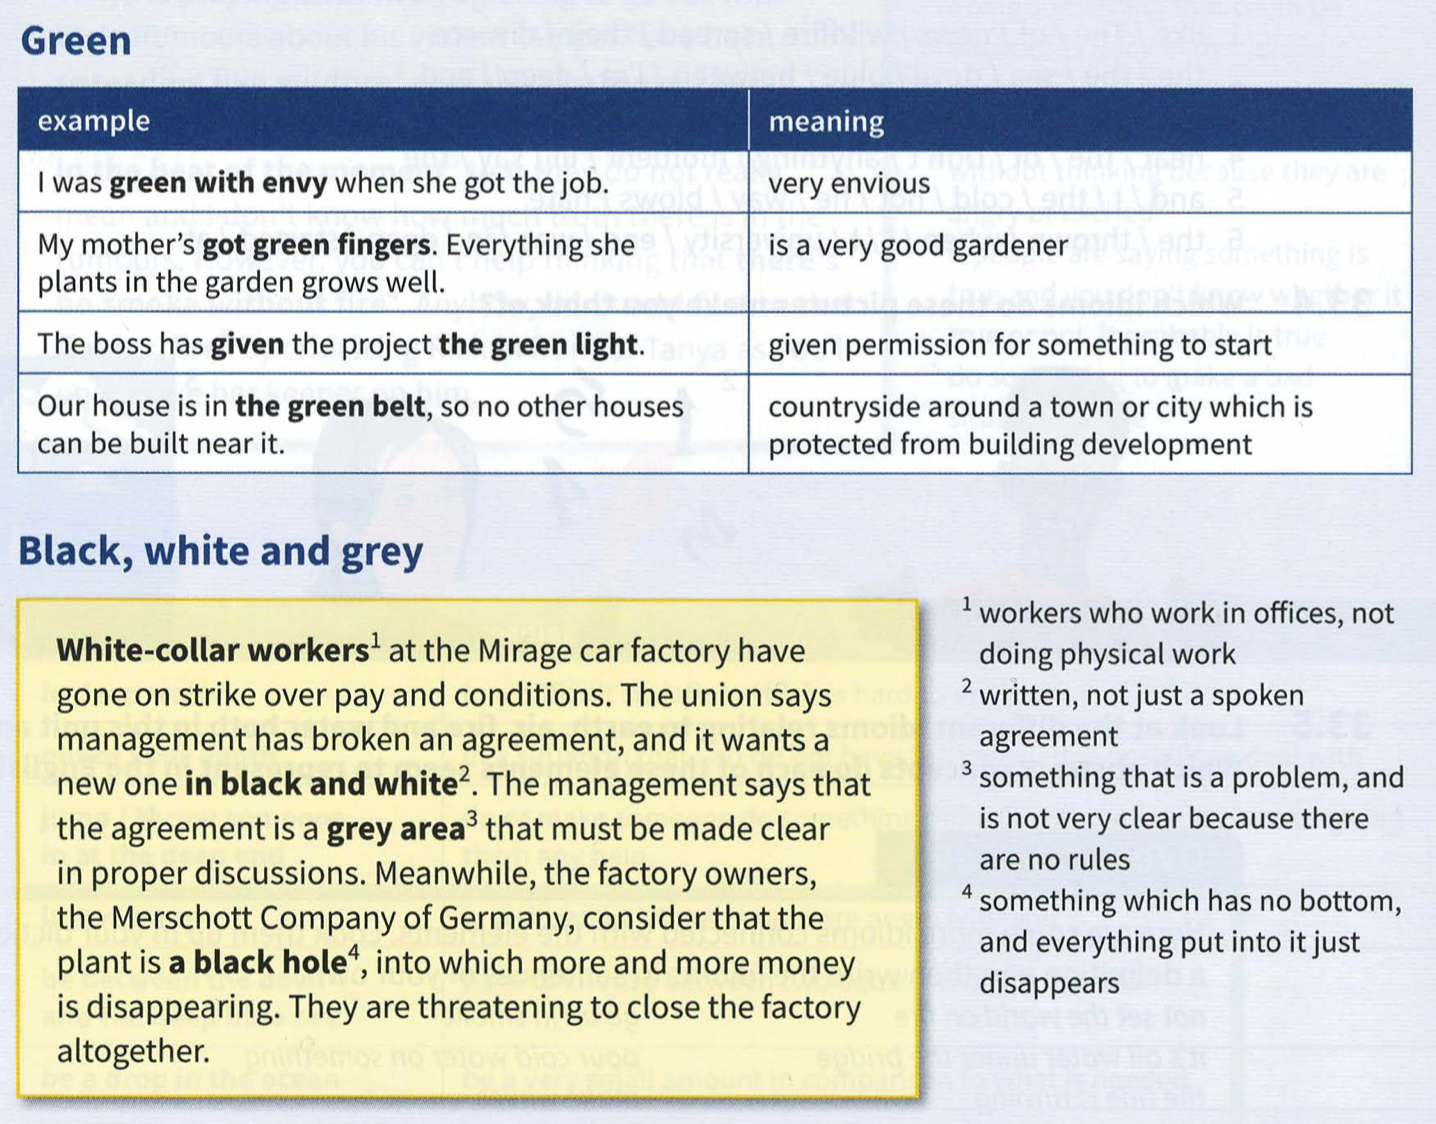 Green
example
meaning
I was green with envy when she got the job.
very envious
My mother's got green fingers. Everything she
plants in the garden grows well.
is a very good gardener
The boss has given the project the green light.
given permission for something to start
Our house is in the green belt, so no other houses
can be built near it.
countryside around a town or city which is
protected from building development
Black, white and grey
White-collar workers¹ at the Mirage car factory have
gone on strike over pay and conditions. The union says
management has broken an agreement, and it wants a
new one in black and white². The management says that
the agreement is a grey area³ that must be made clear
in proper discussions. Meanwhile, the factory owners,
the Merschott Company of Germany, consider that the
plant is a black hole⁴, into which more and more money
is disappearing. They are threatening to close the factory
altogether.
¹ workers who work in offices, not
doing physical work
² written, not just a spoken
agreement
³ something that is a problem, and
is not very clear because there
are no rules
⁴ something which has no bottom,
and everything put into it just
disappears